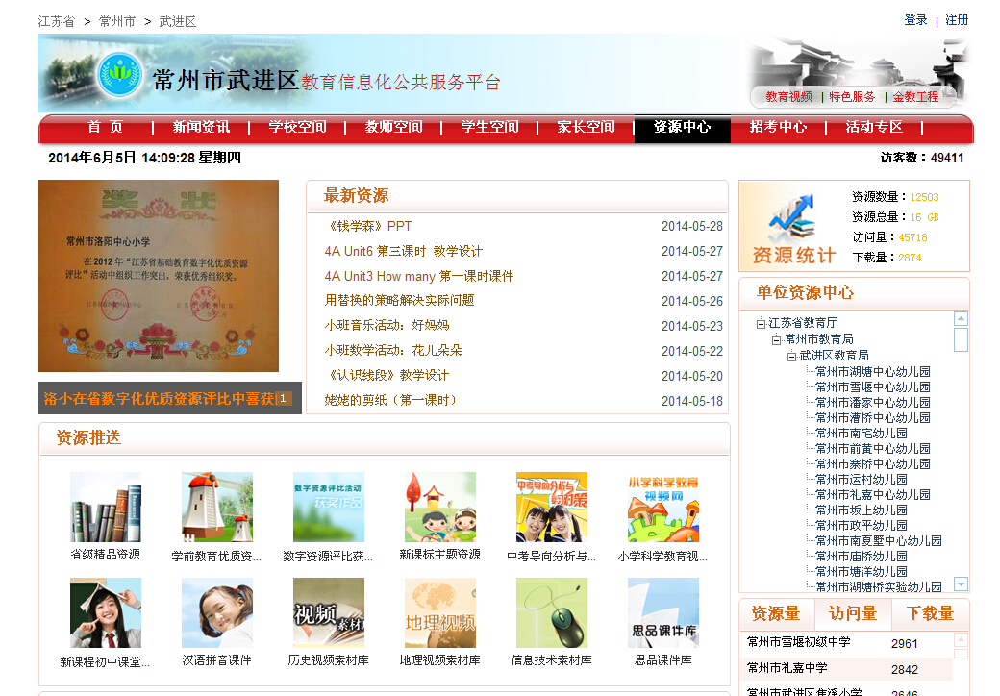 江苏省 > 常州市 > 武进区
登录 | 注册
常州市武进区教育信息化公共服务平台
教育视频 | 特色服务 | 金教工程
首 页 | 新闻资讯 | 学校空间 | 教师空间 | 学生空间 | 家长空间 | 资源中心 | 招考中心 | 活动专区 |
2014年6月5日 14:09:28 星期四
访客数：49411
奖 状
常州市洛阳中心小学
在2012年“江苏省基础教育数字化优质资源
评比”活动中组织工作突出，荣获优秀组织奖。
洛小在省数字化优质资源评比中喜获
1
最新资源
《钱学森》PPT 2014-05-28
4A Unit6 第三课时 教学设计 2014-05-27
4A Unit3 How many 第一课时课件 2014-05-27
用替换的策略解决实际问题 2014-05-26
小班音乐活动：好妈妈 2014-05-23
小班数学活动：花儿朵朵 2014-05-22
《认识线段》教学设计 2014-05-20
姥姥的剪纸（第一课时） 2014-05-18
资源统计
资源数量：12503
资源总量：16 GB
访问量：45718
下载量：2874
单位资源中心
江苏省教育厅
常州市教育局
武进区教育局
常州市湖塘中心幼儿园
常州市雪堰中心幼儿园
常州市潘家中心幼儿园
常州市漕桥中心幼儿园
常州市南宅幼儿园
常州市前黄中心幼儿园
常州市寨桥中心幼儿园
常州市运村幼儿园
常州市礼嘉中心幼儿园
常州市坂上幼儿园
常州市政平幼儿园
常州市南夏墅中心幼儿园
常州市庙桥幼儿园
常州市塘洋幼儿园
常州市湖塘桥实验幼儿园
资源推送
数字资源评比活动
获奖作品
中考导向分析与
对策
小学科学教育
视频网
省级精品资源
学前教育优质资...
数字资源评比获...
新课标主题资源
中考导向分析与...
小学科学教育视...
视频素材
地理视频
思品课件库
新课程初中课堂...
汉语拼音课件
历史视频素材库
地理视频素材库
信息技术素材库
思品课件库
资源量 访问量 下载量
常州市雪堰初级中学 2961
常州市礼嘉中学 2842
常州市武进区焦溪小学 2646